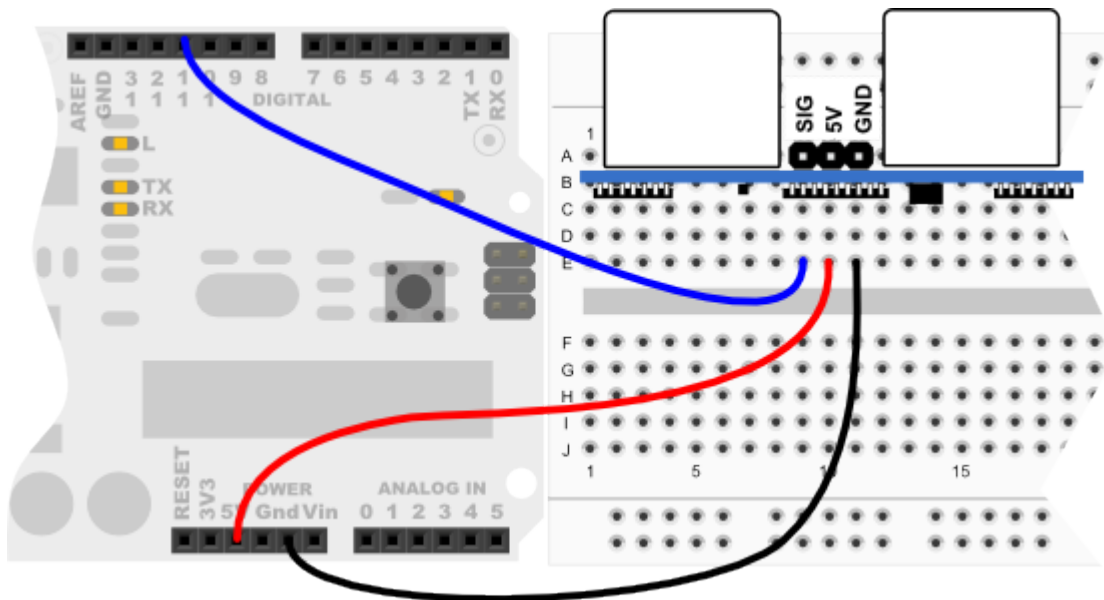 AREF
GND
13
12
11
10
9
8
7
6
5
4
3
2
TX 1
RX 0
DIGITAL
L
TX
RX
RESET
3V3
5V
POWER
Gnd Vin
ANALOG IN
0 1 2 3 4 5
SIG
5V
GND
1
A
B
C
D
E
F
G
H
I
J
1 5 10 15